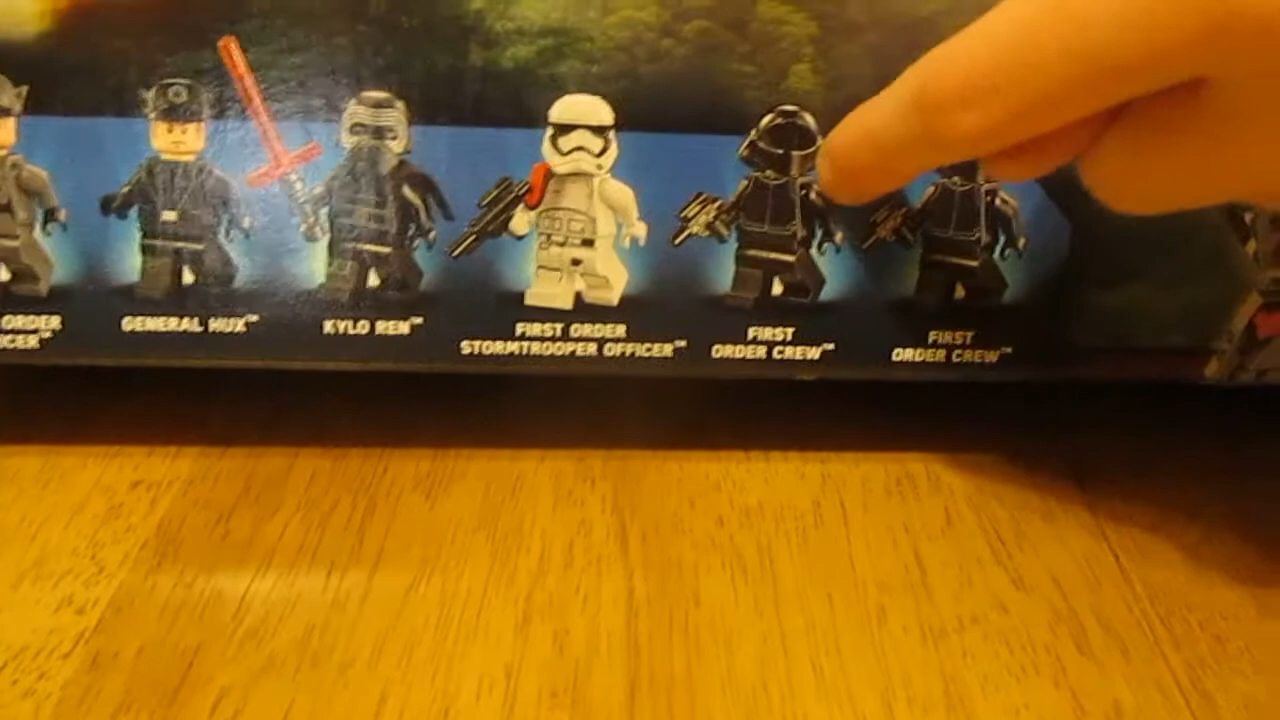 ORDER
GENERAL HUX™
KYLO REN™
FIRST ORDER
STORMTROOPER OFFICER™
FIRST
ORDER CREW™
FIRST
ORDER CREW™